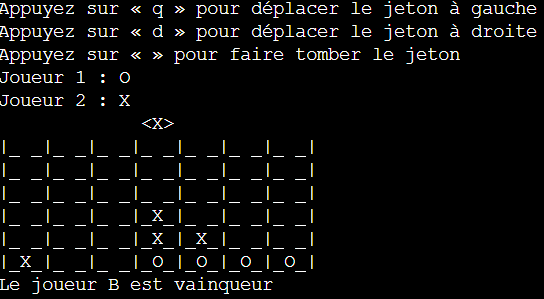 Appuyez sur « q » pour déplacer le jeton à gauche
Appuyez sur « d » pour déplacer le jeton à droite
Appuyez sur « » pour faire tomber le jeton
Joueur 1 : O
Joueur 2 : X
<X>
|_ _|_ _|_ _|_ _|_ _|_ _|_ _|
|_ _|_ _|_ _|_ _|_ _|_ _|_ _|
|_ _|_ _|_ _|_ _|_ _|_ _|_ _|
|_ _|_ _|_ _|_X_|_ _|_ _|_ _|
|_ _|_ _|_ _|_X_|_X_|_ _|_ _|
|_X_|_ _|_ _|_O_|_O_|_O_|_O_|
Le joueur B est vainqueur